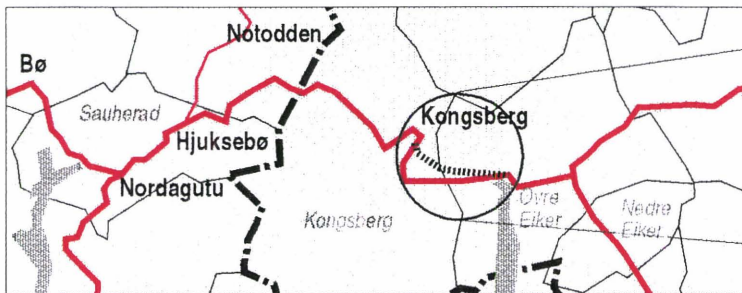 Notodden
Bø
Sauherad
Kongsberg
Hjuksebø
Nordagutu
Kongsberg
Øvre
Eiker
Nedre
Eiker